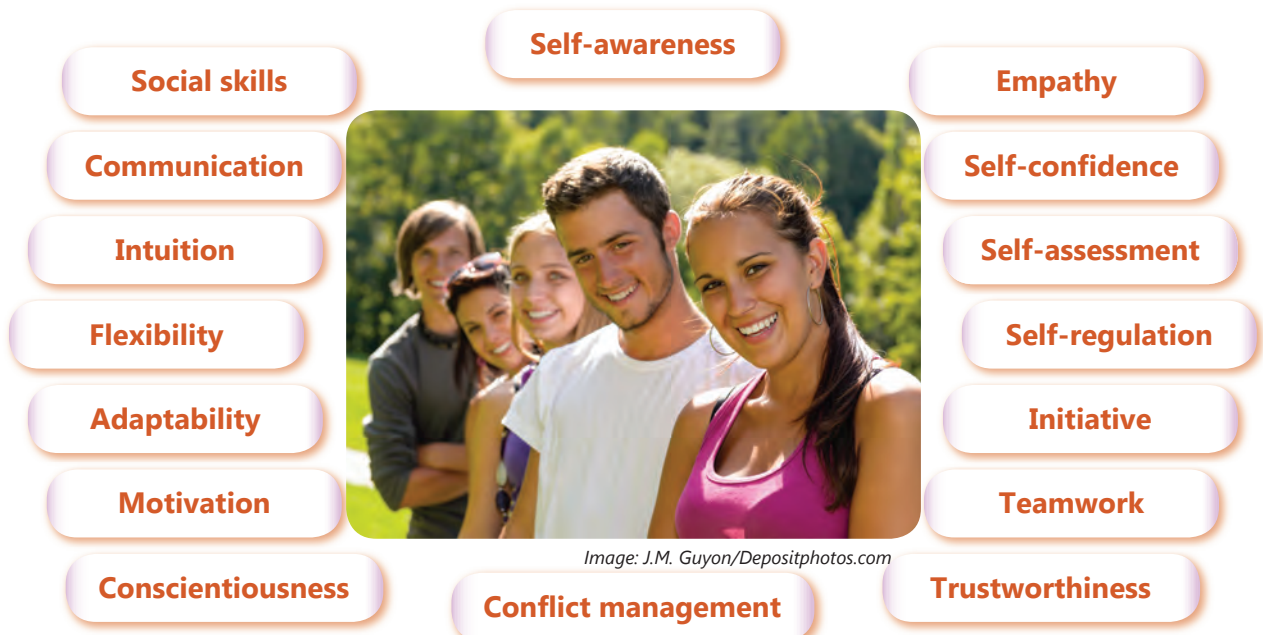 Self-awareness
Social skills
Empathy
Communication
Self-confidence
Intuition
Self-assessment
Flexibility
Self-regulation
Adaptability
Initiative
Motivation
Teamwork
Image: J.M. Guyon/Depositphotos.com
Conscientiousness
Trustworthiness
Conflict management